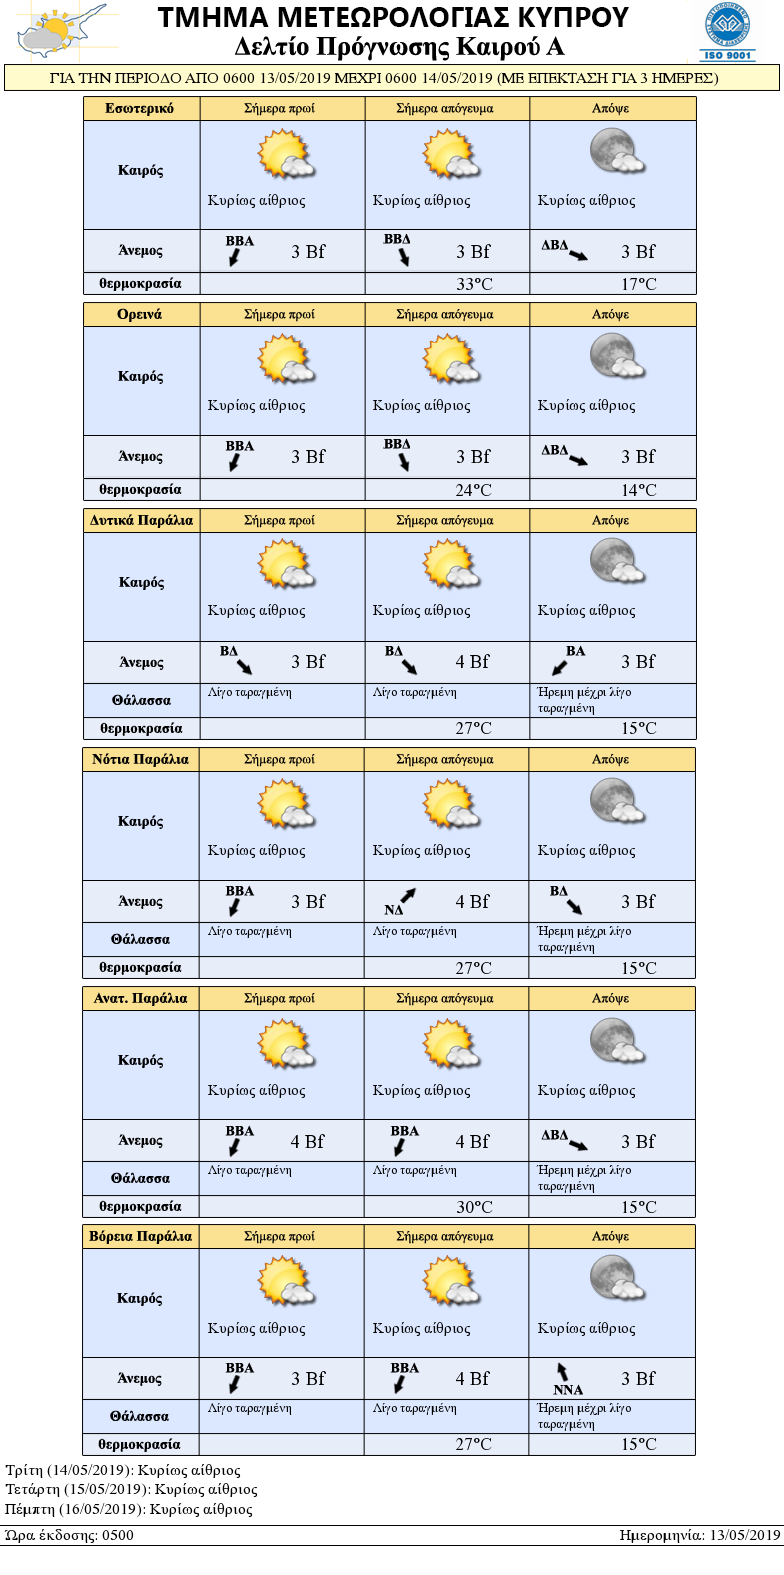 ΤΜΗΜΑ ΜΕΤΕΩΡΟΛΟΓΙΑΣ ΚΥΠΡΟΥ
Δελτίο Πρόγνωσης Καιρού Α
ISO 9001
ΓΙΑ ΤΗΝ ΠΕΡΙΟΔΟ ΑΠΟ 0600 13/05/2019 ΜΕΧΡΙ 0600 14/05/2019 (ΜΕ ΕΠΕΚΤΑΣΗ ΓΙΑ 3 ΗΜΕΡΕΣ)
Εσωτερικό Σήμερα πρωί Σήμερα απόγευμα Απόψε
Καιρός
Κυρίως αίθριος Κυρίως αίθριος Κυρίως αίθριος
Άνεμος ΒΒΑ 3 Bf ΒΒΔ 3 Bf ΔΒΔ 3 Bf
θερμοκρασία 33°C 17°C
Ορεινά Σήμερα πρωί Σήμερα απόγευμα Απόψε
Καιρός
Κυρίως αίθριος Κυρίως αίθριος Κυρίως αίθριος
Άνεμος ΒΒΑ 3 Bf ΒΒΔ 3 Bf ΔΒΔ 3 Bf
θερμοκρασία 24°C 14°C
Δυτικά Παράλια Σήμερα πρωί Σήμερα απόγευμα Απόψε
Καιρός
Κυρίως αίθριος Κυρίως αίθριος Κυρίως αίθριος
Άνεμος ΒΔ 3 Bf ΒΔ 4 Bf ΒΑ 3 Bf
Θάλασσα Λίγο ταραγμένη Λίγο ταραγμένη Ήρεμη μέχρι λίγο
ταραγμένη
θερμοκρασία 27°C 15°C
Νότια Παράλια Σήμερα πρωί Σήμερα απόγευμα Απόψε
Καιρός
Κυρίως αίθριος Κυρίως αίθριος Κυρίως αίθριος
Άνεμος ΒΒΑ 3 Bf ΝΔ 4 Bf ΒΔ 3 Bf
Θάλασσα Λίγο ταραγμένη Λίγο ταραγμένη Ήρεμη μέχρι λίγο
ταραγμένη
θερμοκρασία 27°C 15°C
Ανατ. Παράλια Σήμερα πρωί Σήμερα απόγευμα Απόψε
Καιρός
Κυρίως αίθριος Κυρίως αίθριος Κυρίως αίθριος
Άνεμος ΒΒΑ 4 Bf ΒΒΑ 4 Bf ΔΒΔ 3 Bf
Θάλασσα Λίγο ταραγμένη Λίγο ταραγμένη Ήρεμη μέχρι λίγο
ταραγμένη
θερμοκρασία 30°C 15°C
Βόρεια Παράλια Σήμερα πρωί Σήμερα απόγευμα Απόψε
Καιρός
Κυρίως αίθριος Κυρίως αίθριος Κυρίως αίθριος
Άνεμος ΒΒΑ 3 Bf ΒΒΑ 4 Bf ΝΝΑ 3 Bf
Θάλασσα Λίγο ταραγμένη Λίγο ταραγμένη Ήρεμη μέχρι λίγο
ταραγμένη
θερμοκρασία 27°C 15°C
Τρίτη (14/05/2019): Κυρίως αίθριος
Τετάρτη (15/05/2019): Κυρίως αίθριος
Πέμπτη (16/05/2019): Κυρίως αίθριος
Ώρα έκδοσης: 0500 Ημερομηνία: 13/05/2019